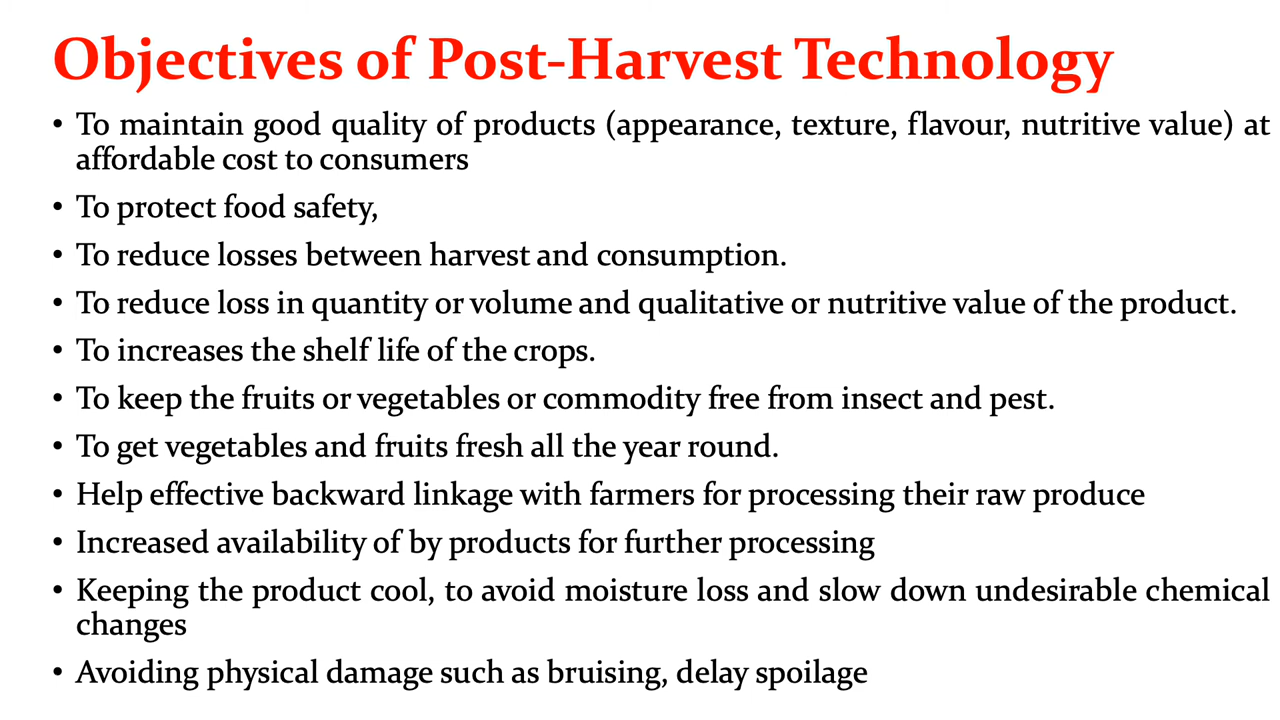 Objectives of Post-Harvest Technology
• To maintain good quality of products (appearance, texture, flavour, nutritive value) at
affordable cost to consumers
• To protect food safety,
• To reduce losses between harvest and consumption.
• To reduce loss in quantity or volume and qualitative or nutritive value of the product.
• To increases the shelf life of the crops.
• To keep the fruits or vegetables or commodity free from insect and pest.
• To get vegetables and fruits fresh all the year round.
• Help effective backward linkage with farmers for processing their raw produce
• Increased availability of by products for further processing
• Keeping the product cool, to avoid moisture loss and slow down undesirable chemical
changes
• Avoiding physical damage such as bruising, delay spoilage